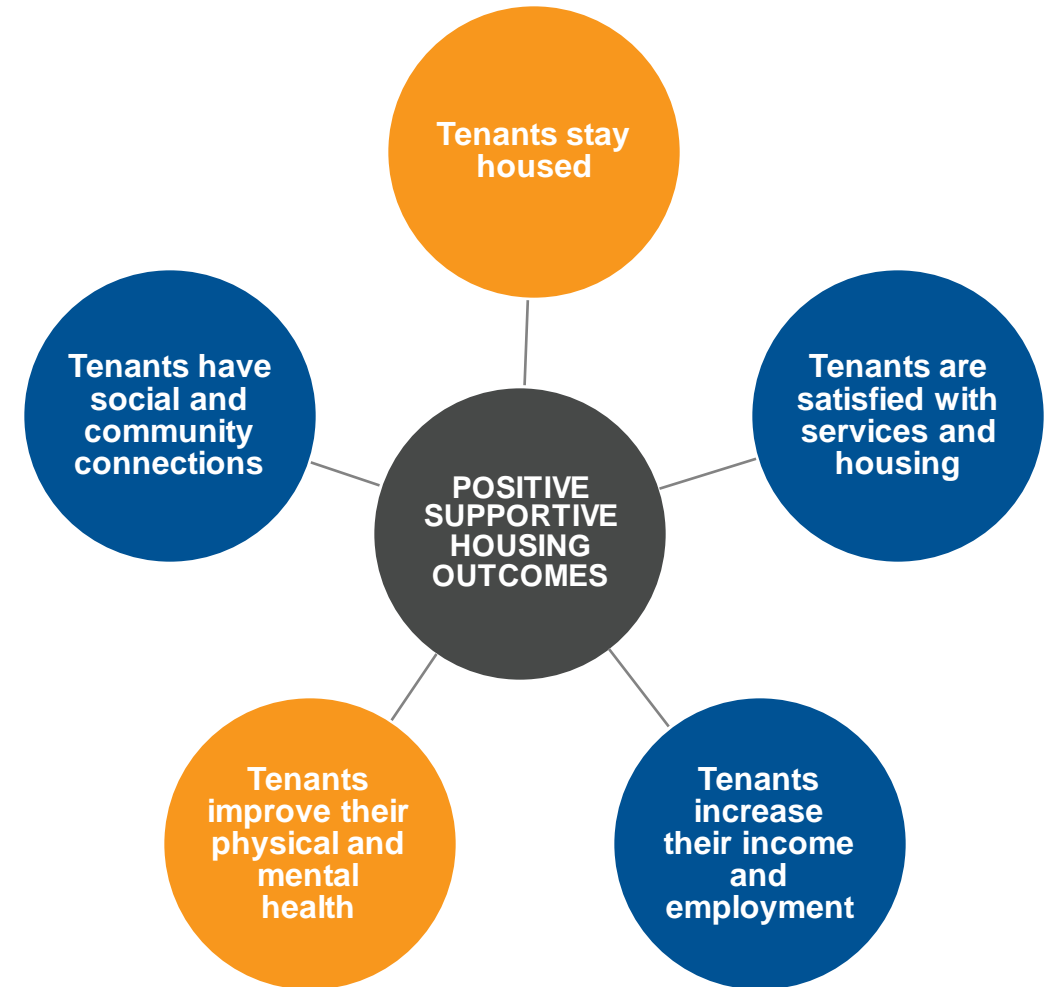 Tenants stay
housed
Tenants have
social and
community
connections
Tenants are
satisfied with
services and
housing
POSITIVE
SUPPORTIVE
HOUSING
OUTCOMES
Tenants
improve their
physical and
mental
health
Tenants
increase
their income
and
employment